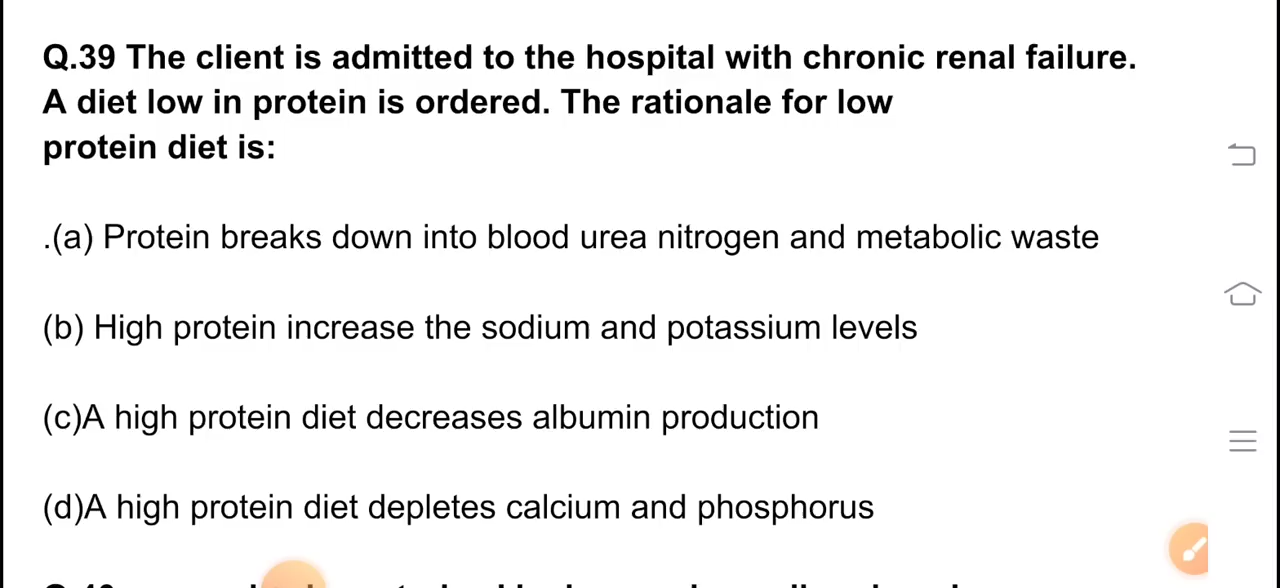 Q.39 The client is admitted to the hospital with chronic renal failure.
A diet low in protein is ordered. The rationale for low
protein diet is:
.(a) Protein breaks down into blood urea nitrogen and metabolic waste
(b) High protein increase the sodium and potassium levels
(c)A high protein diet decreases albumin production
(d)A high protein diet depletes calcium and phosphorus